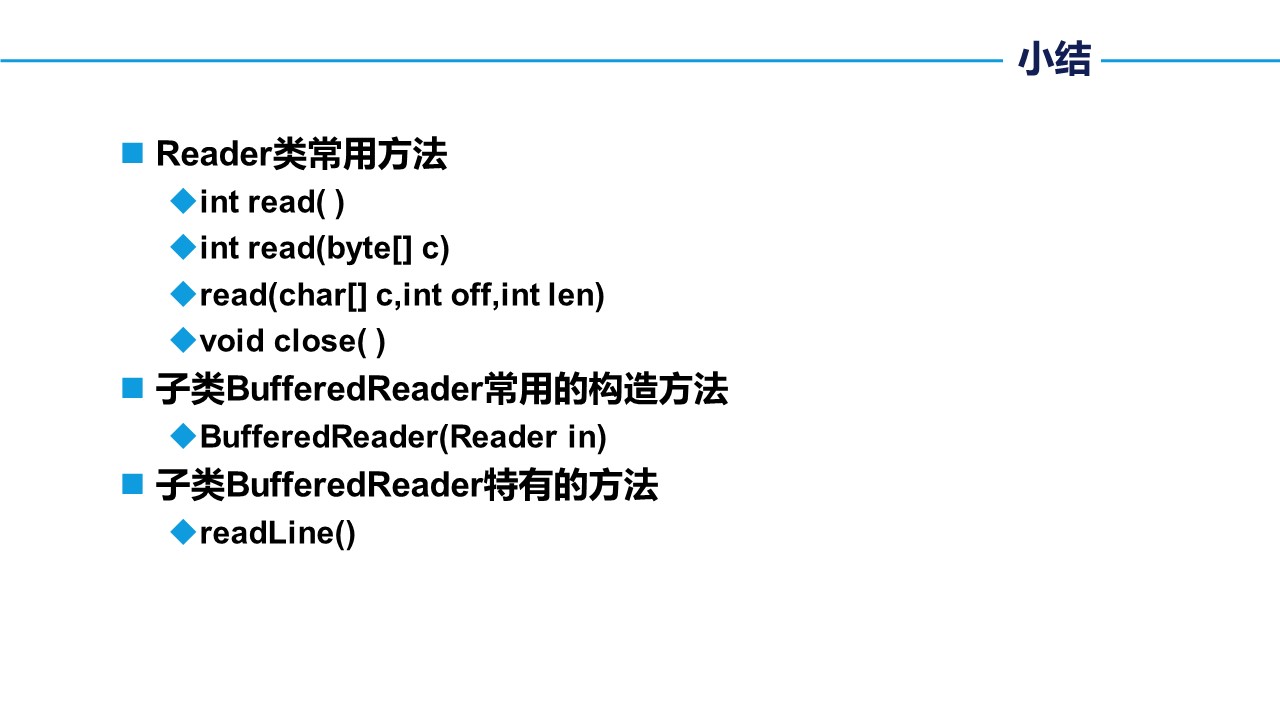 小结
Reader类常用方法
int read( )
int read(byte[] c)
read(char[] c,int off,int len)
void close( )
子类BufferedReader常用的构造方法
BufferedReader(Reader in)
子类BufferedReader特有的方法
readLine()